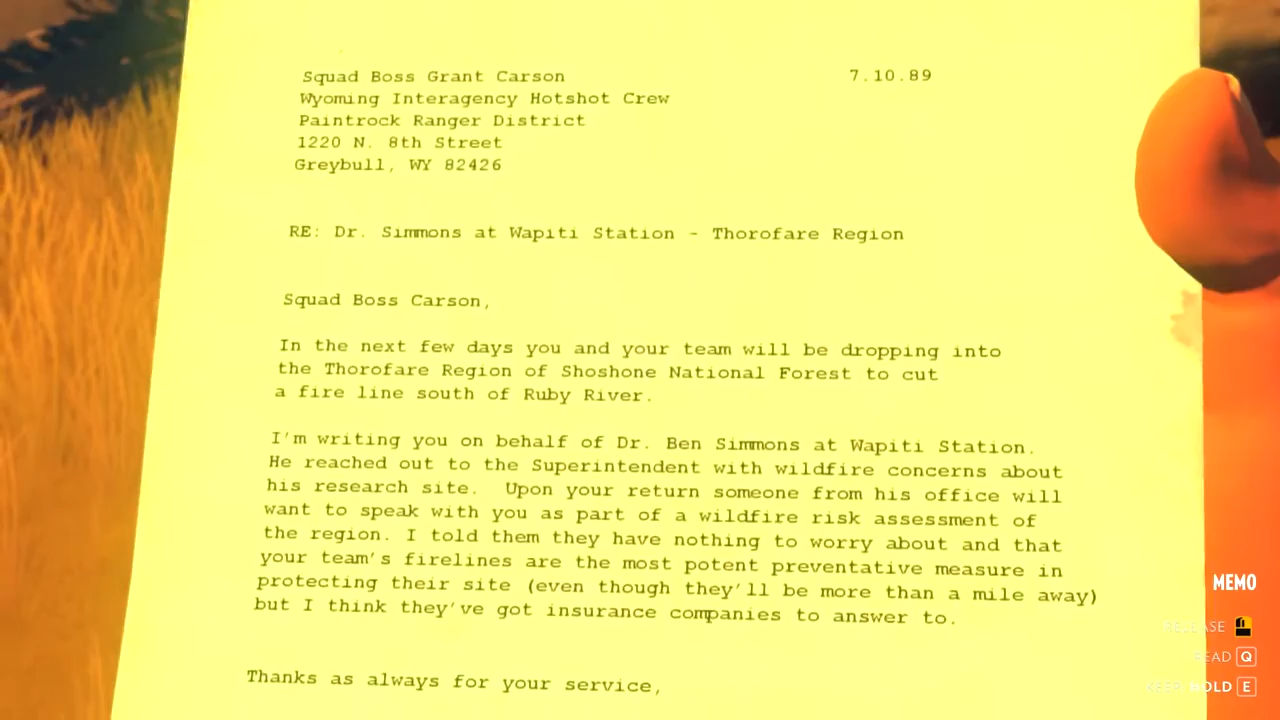 Squad Boss Grant Carson 7.10.89
Wyoming Interagency Hotshot Crew
Paintrock Ranger District
1220 N. 8th Street
Greybull, WY 82426
RE: Dr. Simmons at Wapiti Station - Thorofare Region
Squad Boss Carson,
In the next few days you and your team will be dropping into
the Thorofare Region of Shoshone National Forest to cut
a fire line south of Ruby River.
I'm writing you on behalf of Dr. Ben Simmons at Wapiti Station.
He reached out to the Superintendent with wildfire concerns about
his research site.  Upon your return someone from his office will
want to speak with you as part of a wildfire risk assessment of
the region. I told them they have nothing to worry about and that
your team's firelines are the most potent preventative measure in
protecting their site (even though they'll be more than a mile away)
but I think they've got insurance companies to answer to.
Thanks as always for your service,
MEMO
RELEASE
READ Q
KEEP HOLD E